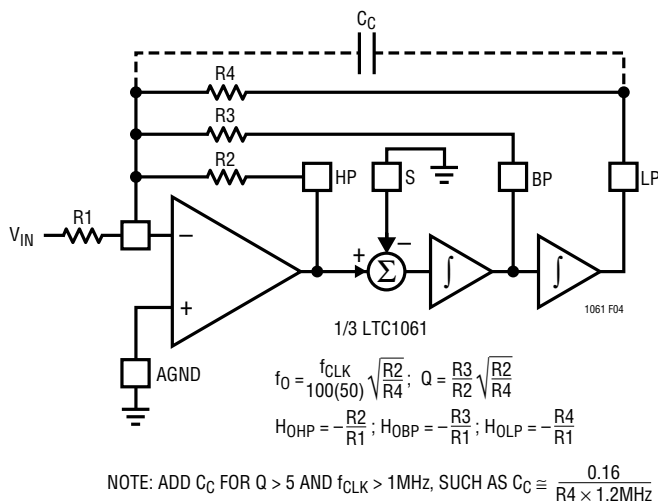 C_C
R4
R3
R2
HP
S
BP
LP
R1
V_IN
−
+
+
−
Σ
∫
∫
1061 F04
1/3 LTC1061
AGND
f_O = f_CLK / 100(50) √(R2/R4) ; Q = R3/R2 √(R2/R4)
H_OHP = − R2/R1 ; H_OBP = − R3/R1 ; H_OLP = − R4/R1
NOTE: ADD C_C FOR Q > 5 AND f_CLK > 1MHz, SUCH AS C_C ≅ 0.16 / (R4 × 1.2MHz)